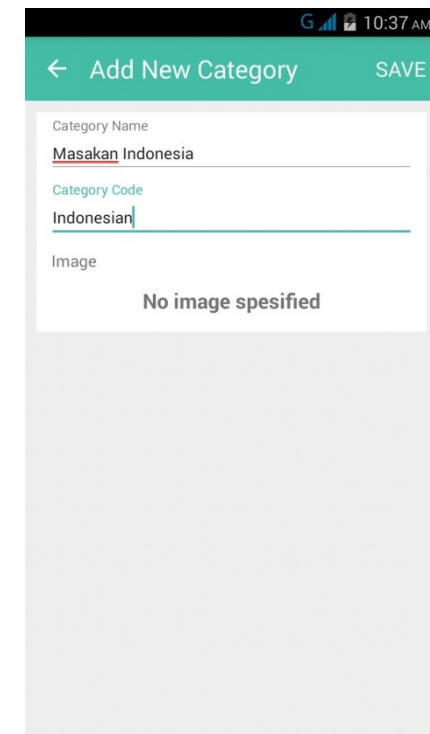 G 10:37 AM
Add New Category SAVE
Category Name
Masakan Indonesia
Category Code
Indonesian
Image
No image spesified